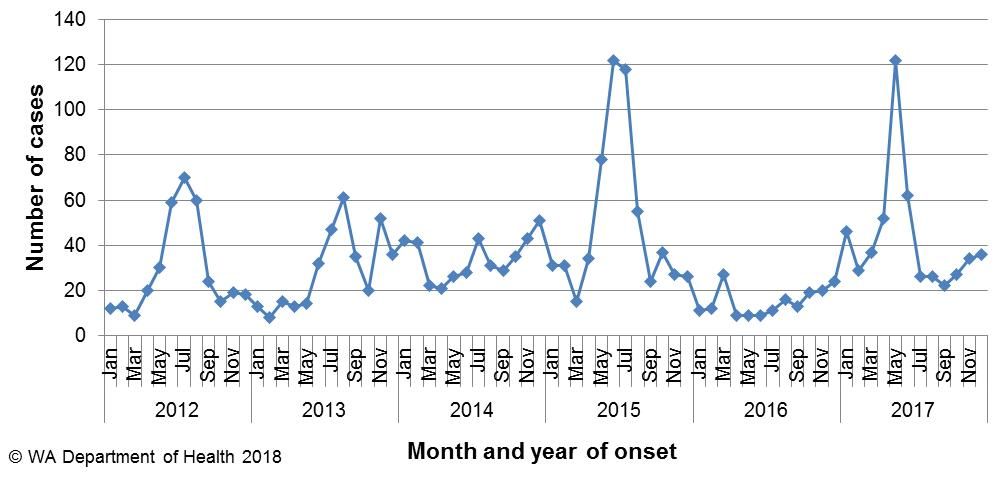 140
120
100
80
60
40
20
0
Number of cases
Jan Mar May Jul Sep Nov Jan Mar May Jul Sep Nov Jan Mar May Jul Sep Nov Jan Mar May Jul Sep Nov Jan Mar May Jul Sep Nov Jan Mar May Jul Sep Nov
2012 2013 2014 2015 2016 2017
Month and year of onset
© WA Department of Health 2018